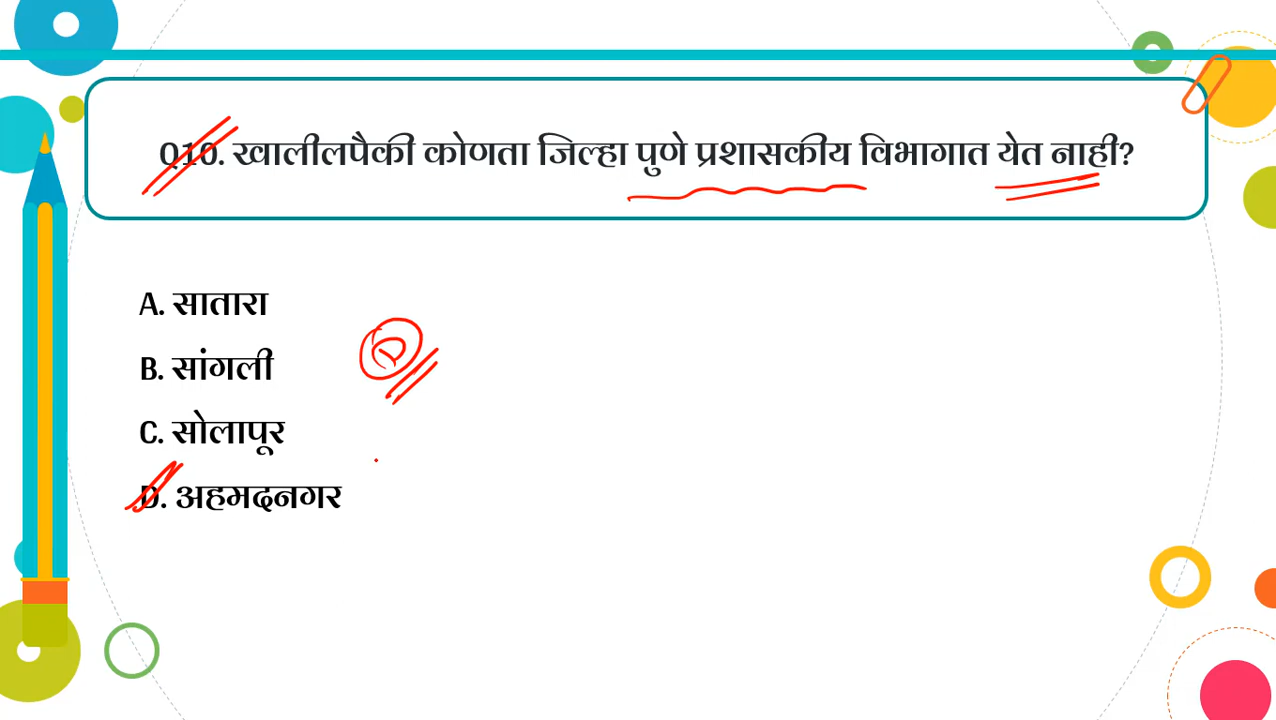 Q10. खालीलपैकी कोणता जिल्हा पुणे प्रशासकीय विभागात येत नाही?
A. सातारा
B. सांगली
D
C. सोलापूर
D. अहमदनगर